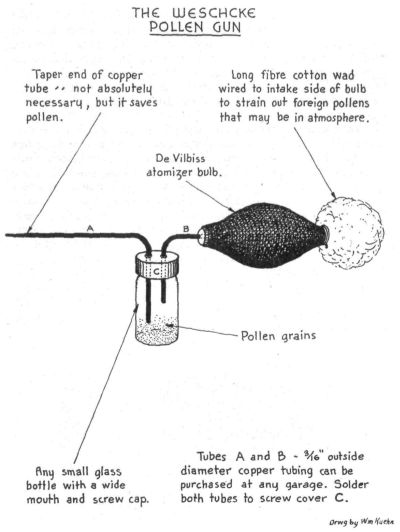 THE WESCHCKE
POLLEN GUN
Taper end of copper
tube -- not absolutely
necessary, but it saves
pollen.
Long fibre cotton wad
wired to intake side of bulb
to strain out foreign pollens
that may be in atmosphere.
De Vilbiss
atomizer bulb.
A
B
C
Pollen grains
Any small glass
bottle with a wide
mouth and screw cap.
Tubes A and B - 3/16" outside
diameter copper tubing can be
purchased at any garage. Solder
both tubes to screw cover C.
Drwg by Wm Kuehn